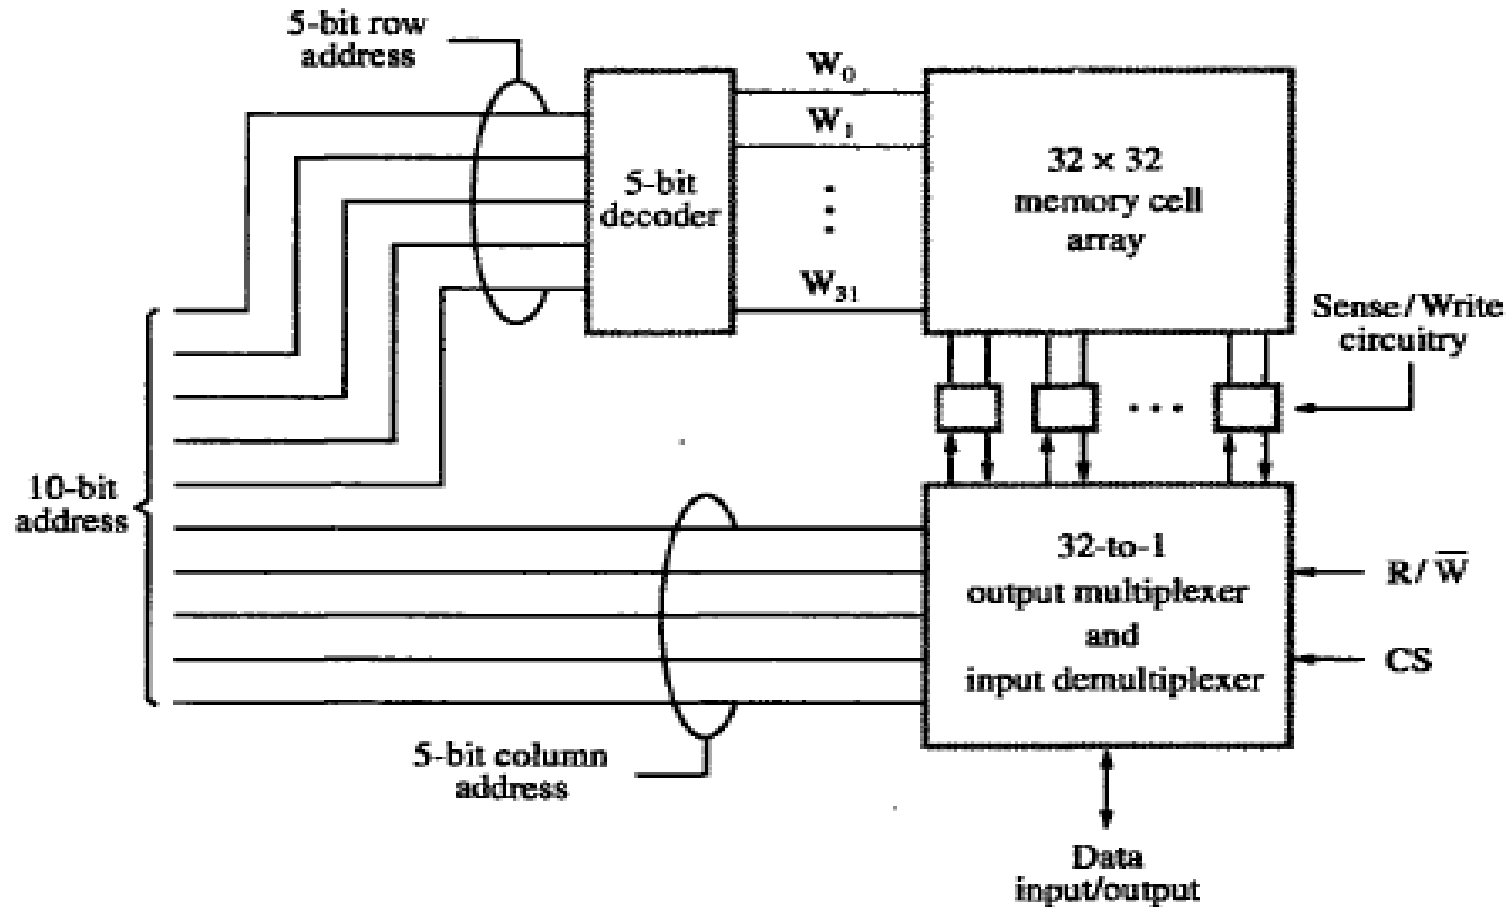 5-bit row
address
W0
W1
5-bit
decoder
32 × 32
memory cell
array
W31
Sense/Write
circuitry
10-bit
address
32-to-1
output multiplexer
and
input demultiplexer
R/W̅
CS
5-bit column
address
Data
input/output